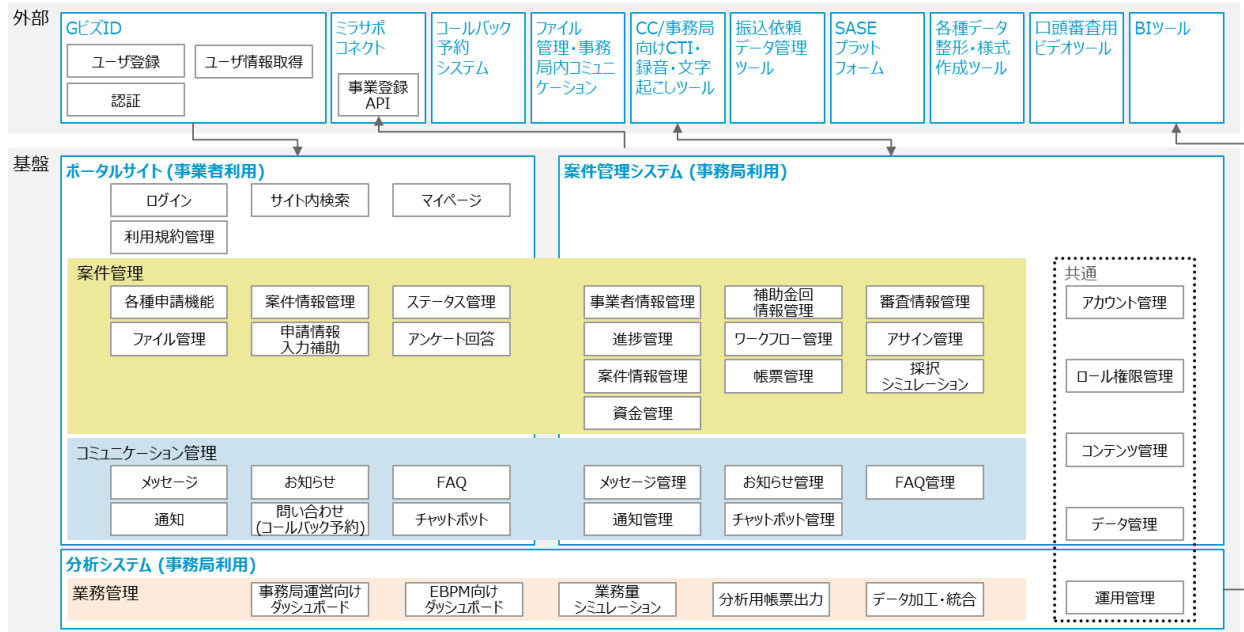 外部
GビズID
ユーザ登録
ユーザ情報取得
認証
ミラサポ
コネクト
事業登録
API
コールバック
予約
システム
ファイル
管理・事務
局内コミュニ
ケーション
CC/事務局
向けCTI・
録音・文字
起こしツール
振込依頼
データ管理
ツール
SASE
プラット
フォーム
各種データ
整形・様式
作成ツール
口頭審査用
ビデオツール
BIツール
基盤
ポータルサイト (事業者利用)
ログイン
サイト内検索
マイページ
利用規約管理
案件管理システム (事務局利用)
案件管理
各種申請機能
案件情報管理
ステータス管理
ファイル管理
申請情報
入力補助
アンケート回答
事業者情報管理
補助金回
情報管理
審査情報管理
進捗管理
ワークフロー管理
アサイン管理
案件情報管理
帳票管理
採択
シミュレーション
資金管理
コミュニケーション管理
メッセージ
お知らせ
FAQ
通知
問い合わせ
(コールバック予約)
チャットボット
メッセージ管理
お知らせ管理
FAQ管理
通知管理
チャットボット管理
共通
アカウント管理
ロール権限管理
コンテンツ管理
データ管理
運用管理
分析システム (事務局利用)
業務管理
事務局運営向け
ダッシュボード
EBPM向け
ダッシュボード
業務量
シミュレーション
分析用帳票出力
データ加工・統合